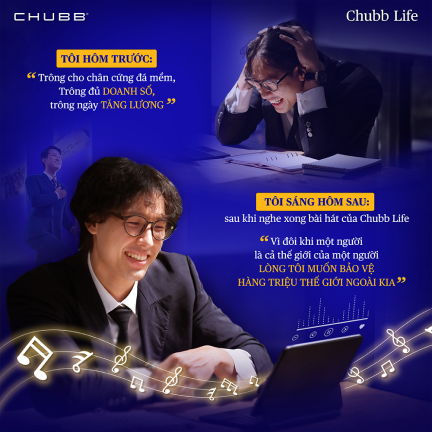 CHUBB®
Chubb Life
TÔI HÔM TRƯỚC:
“ Trông cho chân cứng đá mềm,
Trông đủ DOANH SỐ,
trông ngày TĂNG LƯƠNG ”
TÔI SÁNG HÔM SAU:
sau khi nghe xong bài hát của Chubb Life
“ Vì đôi khi một người
là cả thế giới của một người
LÒNG TÔI MUỐN BẢO VỆ
HÀNG TRIỆU THẾ GIỚI NGOÀI KIA ”